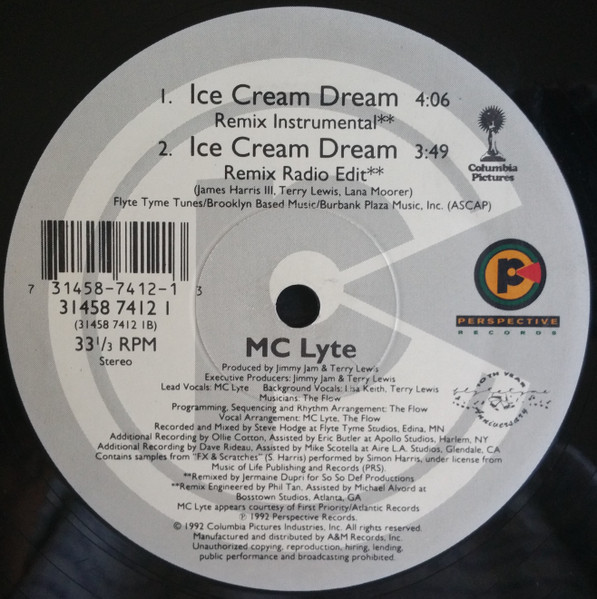 1. Ice Cream Dream 4:06
Remix Instrumental**
2. Ice Cream Dream 3:49
Remix Radio Edit**
(James Harris III, Terry Lewis, Lana Moorer)
Flyte Tyme Tunes/Brooklyn Based Music/Burbank Plaza Music, Inc. (ASCAP)
Columbia
Pictures
7 31458-7412-1 3
31458 7412 1
(31458 7412 1B)
33 1/3 RPM
Stereo
PERSPECTIVE
RECORDS
MC Lyte
Produced by Jimmy Jam & Terry Lewis
Executive Producers: Jimmy Jam & Terry Lewis
Lead Vocals: MC Lyte Background Vocals: Lisa Keith, Terry Lewis
Musicians: The Flow
Programming, Sequencing and Rhythm Arrangement: The Flow
Vocal Arrangement: MC Lyte, The Flow
Recorded and Mixed by Steve Hodge at Flyte Tyme Studios, Edina, MN
Additional Recording by Ollie Cotton, Assisted by Eric Butler at Apollo Studios, Harlem, NY
Additional Recording by Dave Rideau, Assisted by Mike Scotella at Aire L.A. Studios, Glendale, CA
Contains samples from "FX & Scratches" (S. Harris) performed by Simon Harris, under license from
Music of Life Publishing and Records (PRS).
**Remixed by Jermaine Dupri for So So Def Productions
**Remix Engineered by Phil Tan, Assisted by Michael Alvord at
Bosstown Studios, Atlanta, GA
MC Lyte appears courtesy of First Priority/Atlantic Records
℗ 1992 Perspective Records.
© 1992 Columbia Pictures Industries, Inc. All rights reserved.
Manufactured and distributed by A&M Records, Inc.
Unauthorized copying, reproduction, hiring, lending,
public performance and broadcasting prohibited.
10TH YEAR
Anniversary